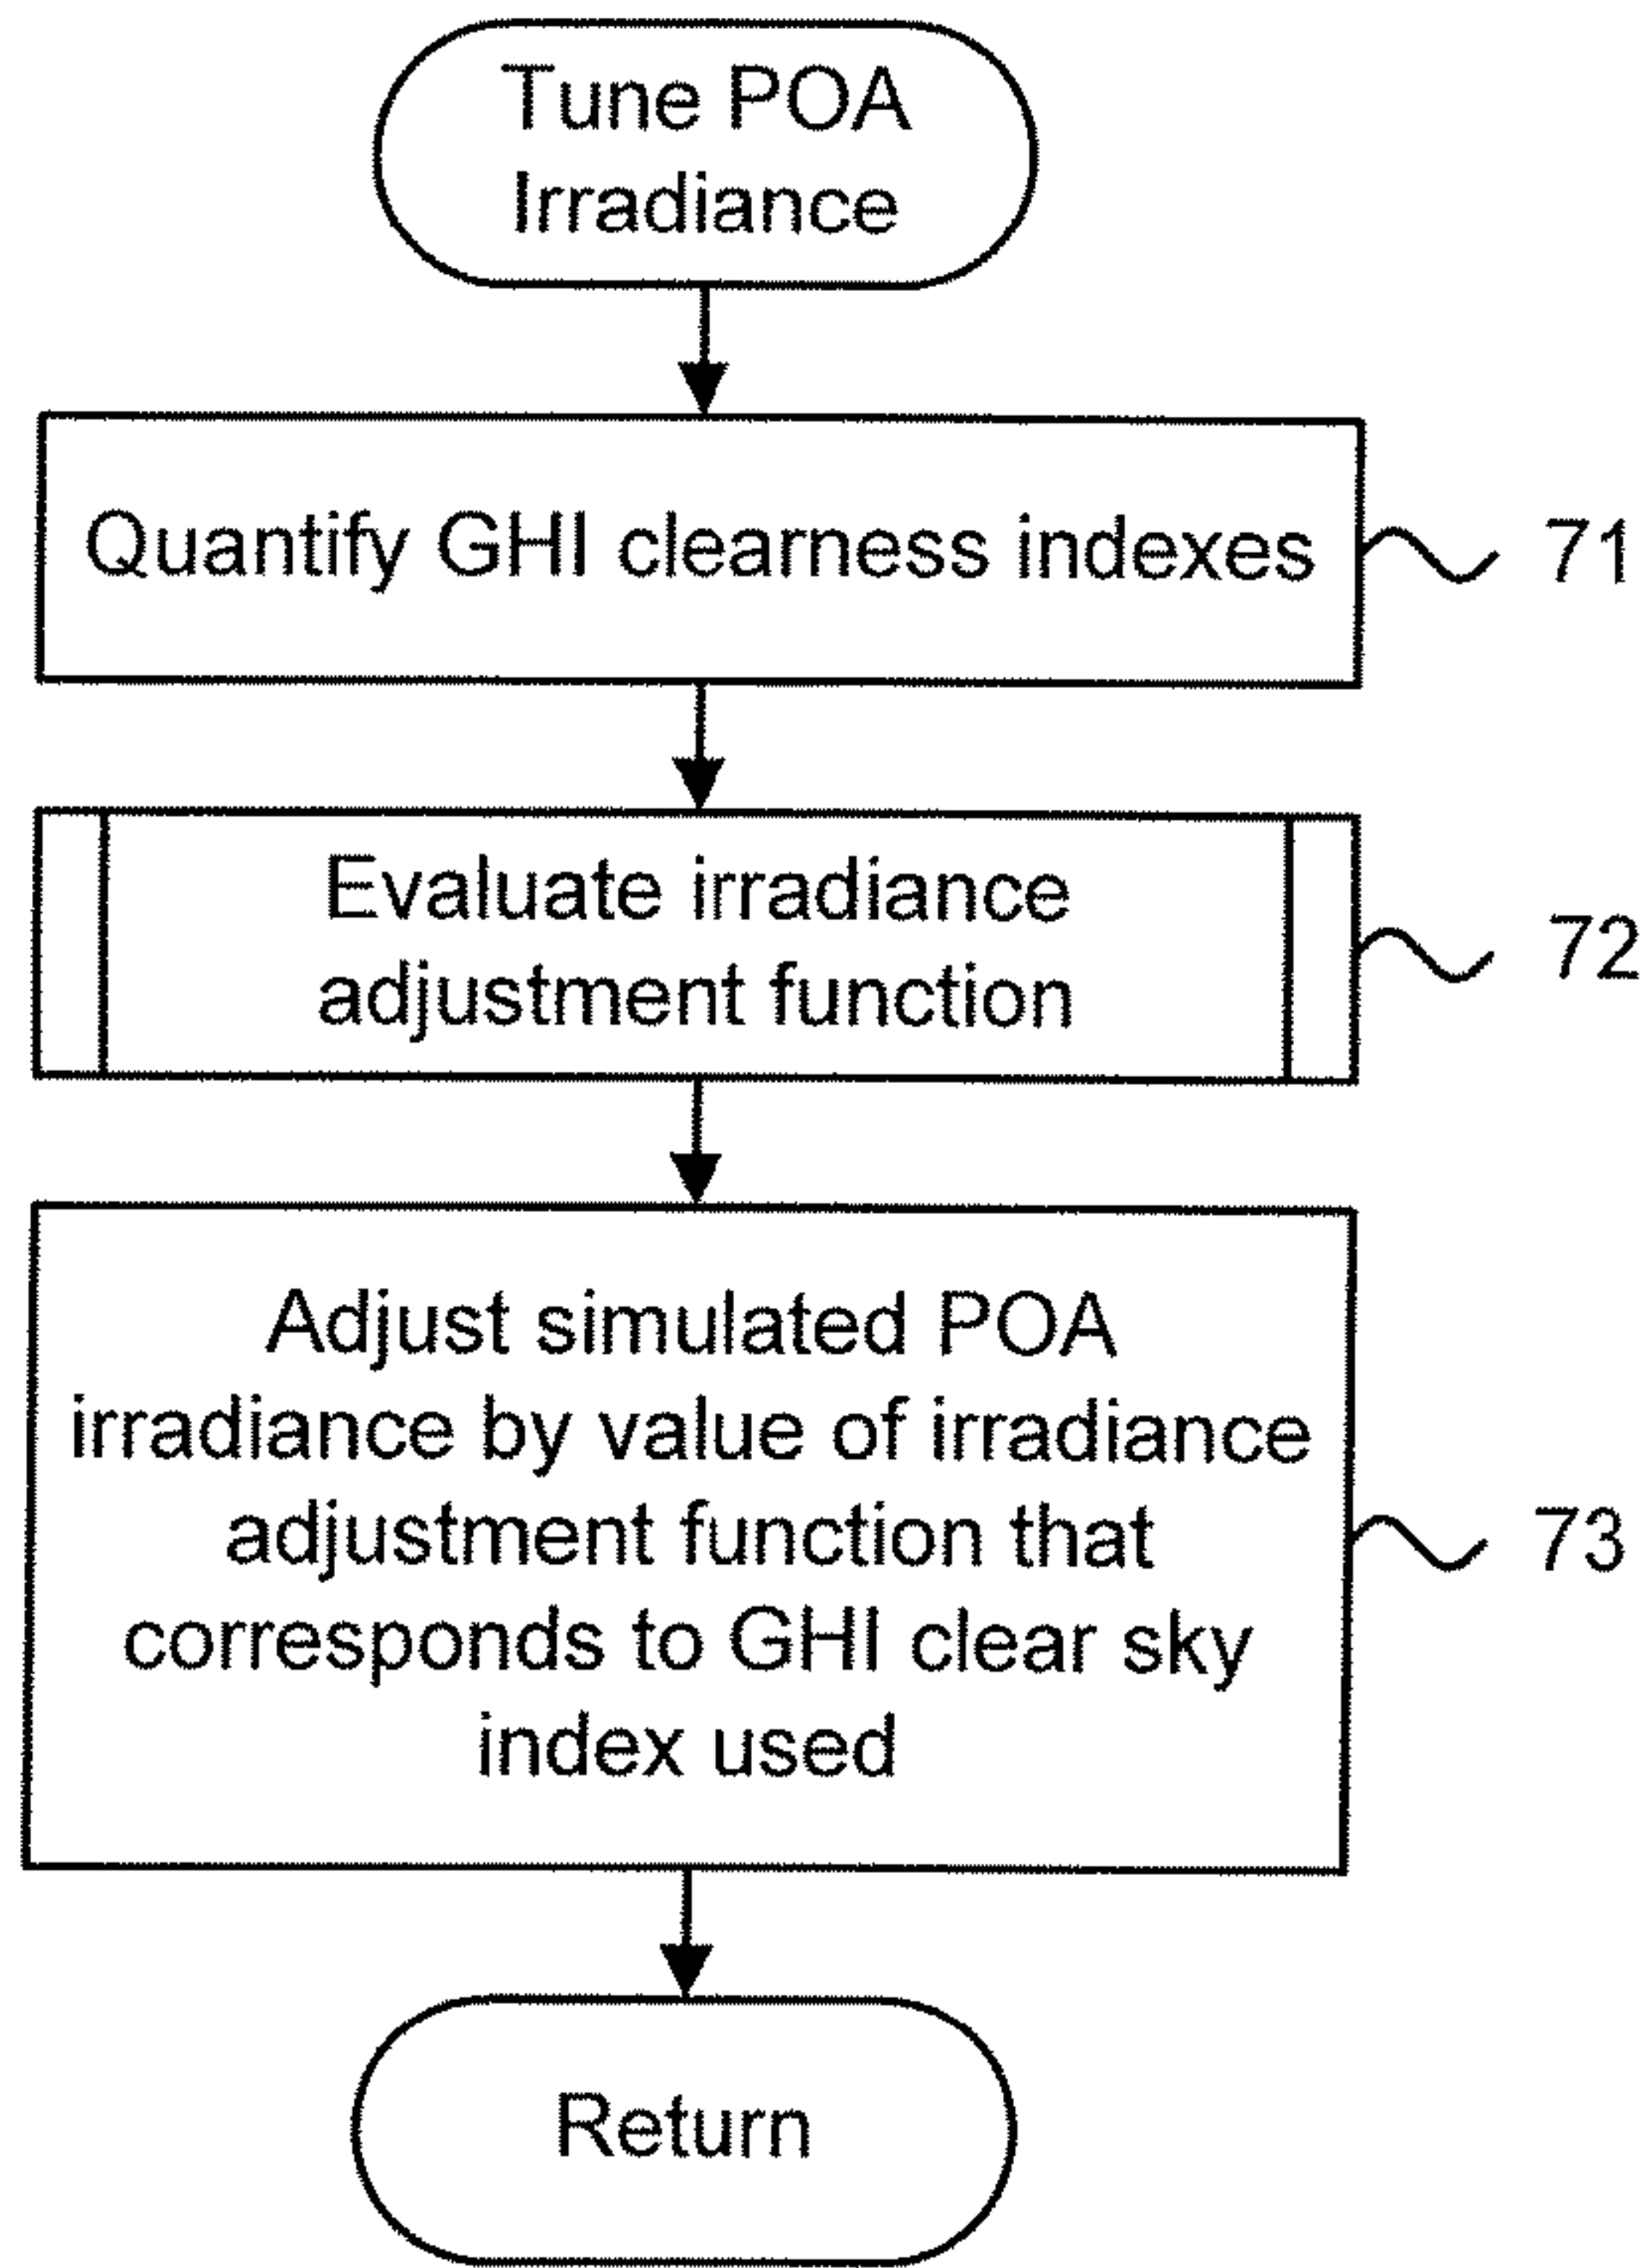 Tune POA
Irradiance
Quantify GHI clearness indexes
71
Evaluate irradiance
adjustment function
72
Adjust simulated POA
irradiance by value of irradiance
adjustment function that
corresponds to GHI clear sky
index used
73
Return